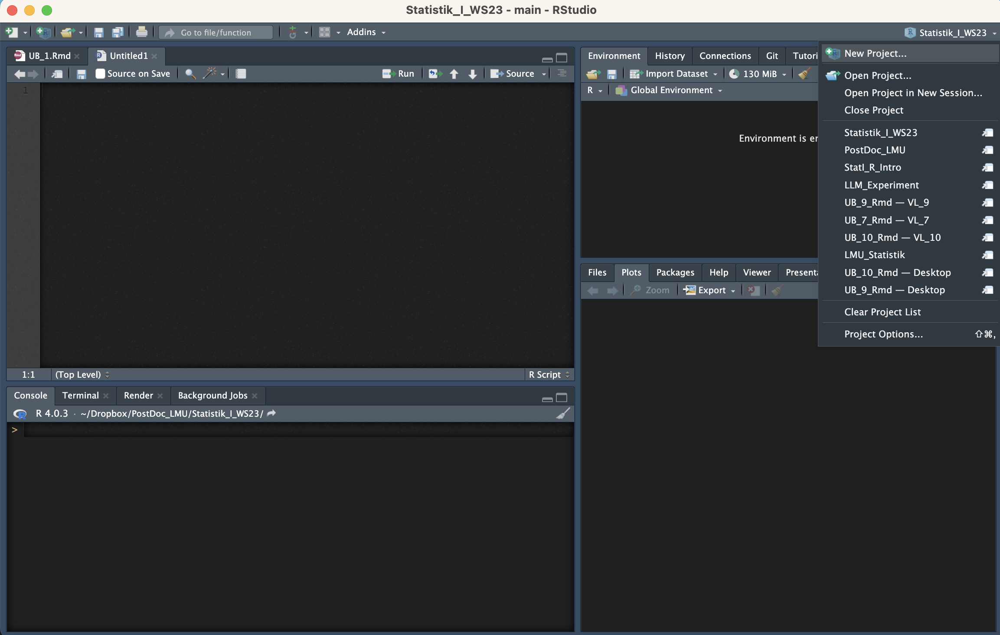 Statistik_I_WS23 - main - RStudio
Go to file/function
Addins
Statistik_I_WS23
UB_1.Rmd
Untitled1
Source on Save
Run
Source
1
1:1
(Top Level)
R Script
Console
Terminal
Render
Background Jobs
R 4.0.3 · ~/Dropbox/PostDoc_LMU/Statistik_I_WS23/
>
Environment
History
Connections
Git
Tutori
Import Dataset
130 MiB
R
Global Environment
Environment is
Files
Plots
Packages
Help
Viewer
Presenta
Zoom
Export
New Project...
Open Project...
Open Project in New Session...
Close Project
Statistik_I_WS23
PostDoc_LMU
StatI_R_Intro
LLM_Experiment
UB_9_Rmd — VL_9
UB_7_Rmd — VL_7
UB_10_Rmd — VL_10
LMU_Statistik
UB_10_Rmd — Desktop
UB_9_Rmd — Desktop
Clear Project List
Project Options... ⇧⌘,